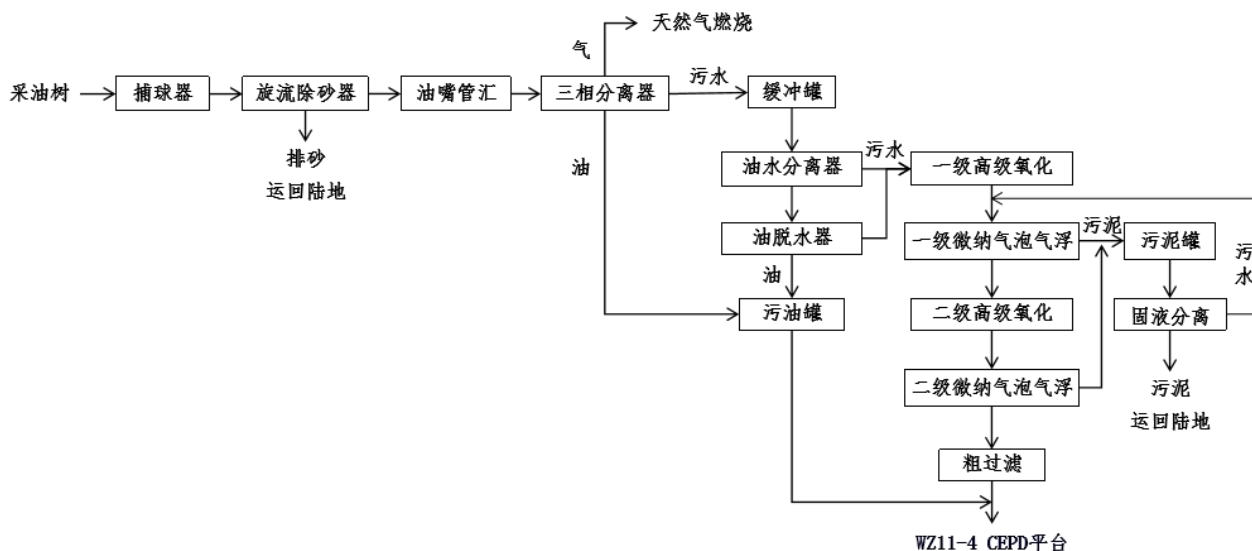 天然气燃烧
气
采油树
捕球器
旋流除砂器
油嘴管汇
三相分离器
污水
缓冲罐
排砂
运回陆地
油
油水分离器
污水
一级高级氧化
油脱水器
一级微纳气泡气浮
污泥
污泥罐
污水
油
污油罐
二级高级氧化
固液分离
二级微纳气泡气浮
污泥
运回陆地
粗过滤
WZ11-4 CEPD平台